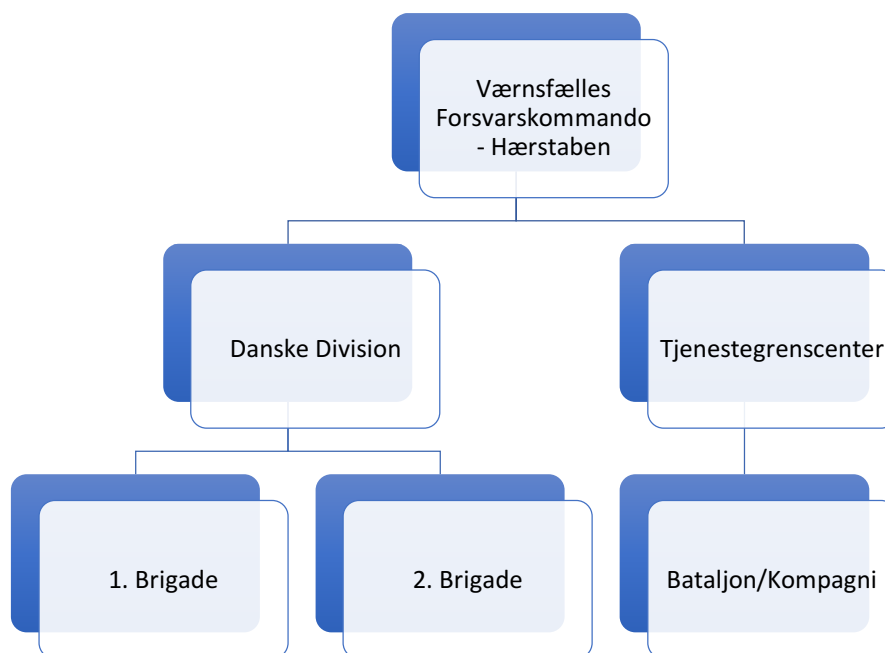 Værnsfælles
Forsvarskommando
- Hærstaben
Danske Division
Tjenestegrenscenter
1. Brigade
2. Brigade
Bataljon/Kompagni